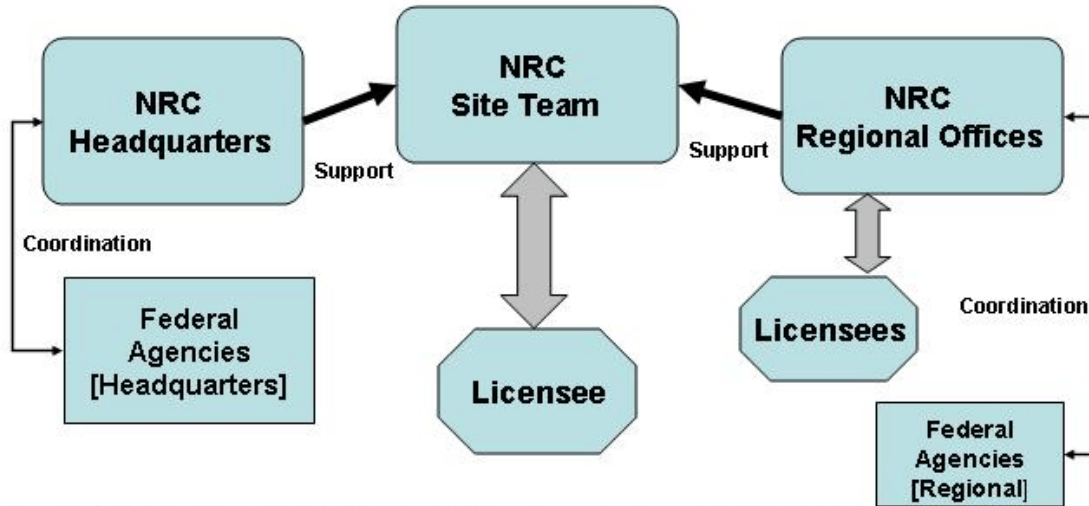 NRC
Headquarters
NRC
Site Team
NRC
Regional Offices
Support
Support
Coordination
Federal
Agencies
[Headquarters]
Licensee
Licensees
Coordination
Federal
Agencies
[Regional]